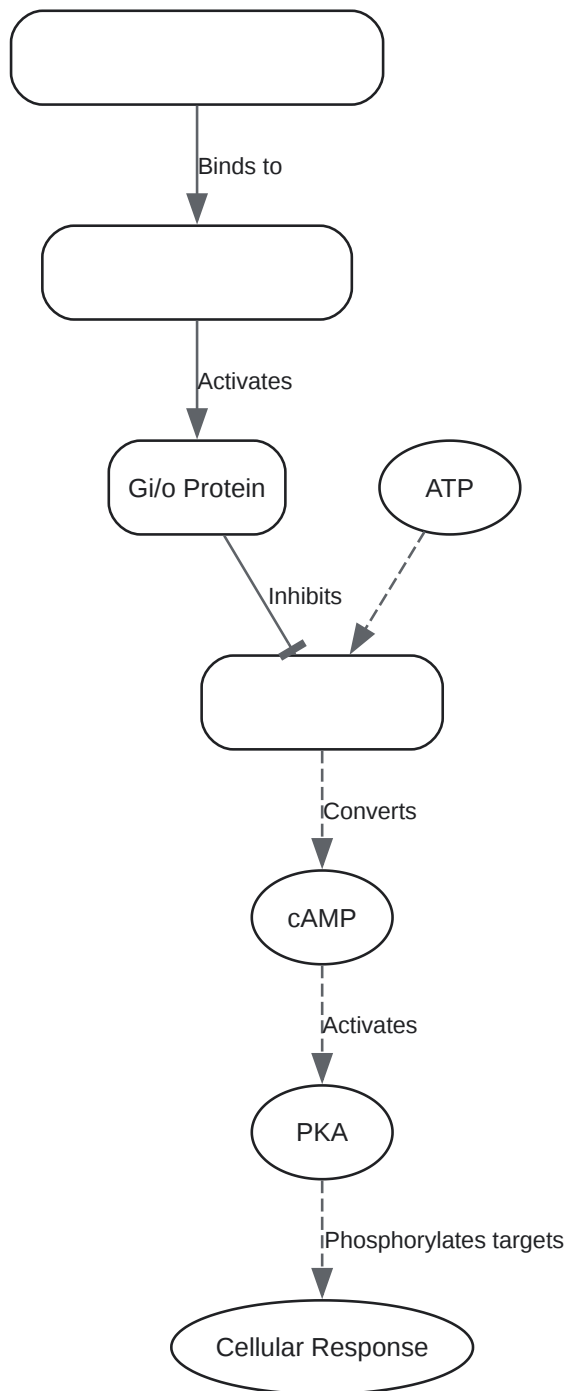 Binds to
Activates
Gi/o Protein
ATP
Inhibits
Converts
cAMP
Activates
PKA
Phosphorylates targets
Cellular Response